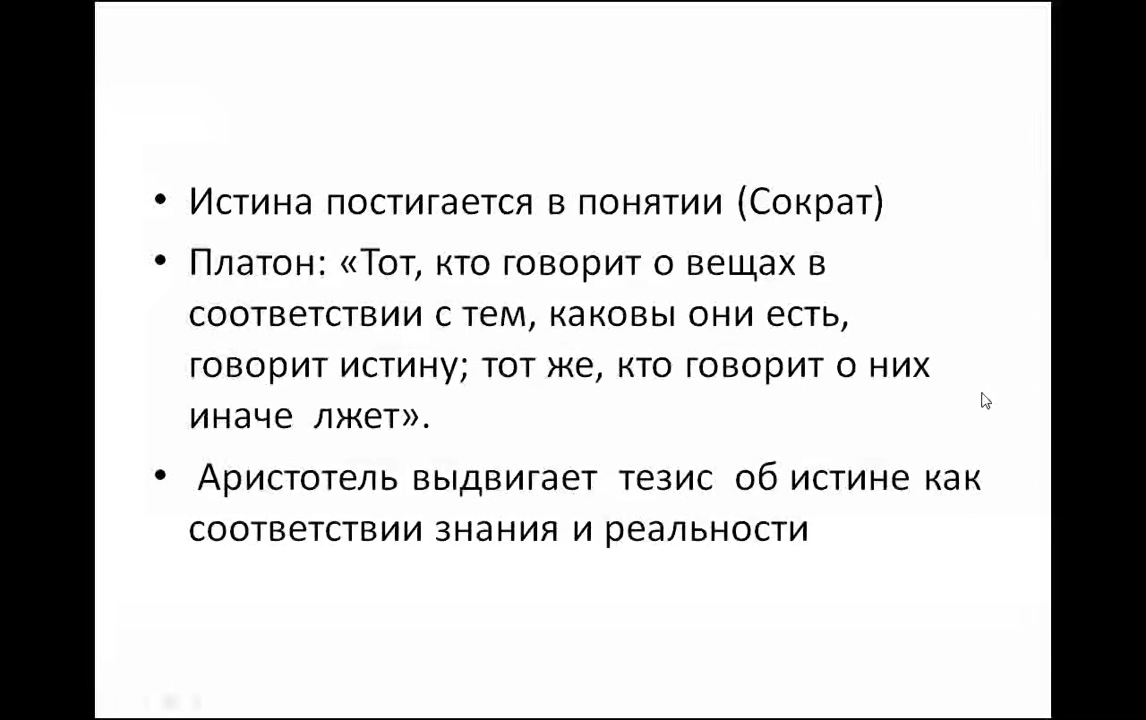 • Истина постигается в понятии (Сократ)
• Платон: «Тот, кто говорит о вещах в
соответствии с тем, каковы они есть,
говорит истину; тот же, кто говорит о них
иначе  лжет».
• Аристотель выдвигает  тезис  об истине как
соответствии знания и реальности